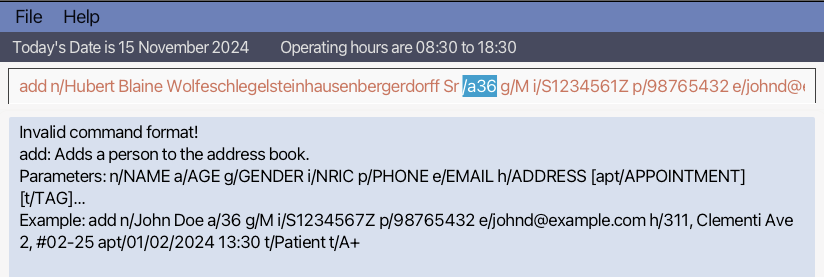 File Help
Today's Date is 15 November 2024 Operating hours are 08:30 to 18:30
add n/Hubert Blaine Wolfeschlegelsteinhausenbergerdorff Sr /a36 g/M i/S1234561Z p/98765432 e/johnd@
Invalid command format!
add: Adds a person to the address book.
Parameters: n/NAME a/AGE g/GENDER i/NRIC p/PHONE e/EMAIL h/ADDRESS [apt/APPOINTMENT]
[t/TAG]...
Example: add n/John Doe a/36 g/M i/S1234567Z p/98765432 e/johnd@example.com h/311, Clementi Ave
2, #02-25 apt/01/02/2024 13:30 t/Patient t/A+